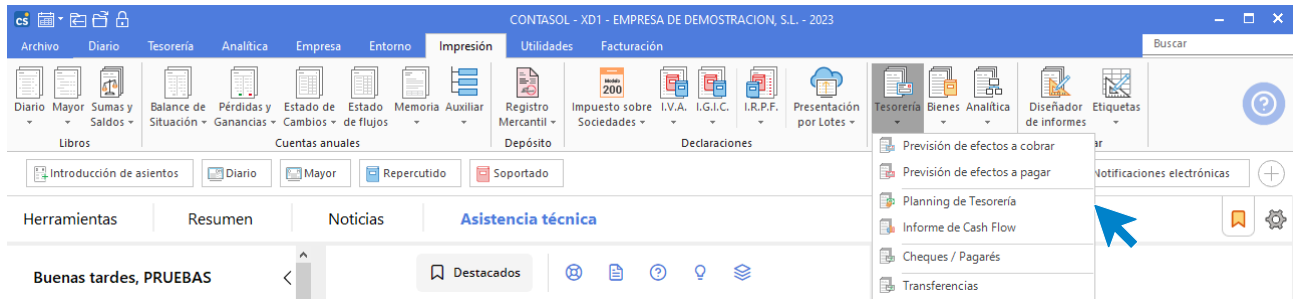 cs CONTASOL - XD1 - EMPRESA DE DEMOSTRACION, S.L. - 2023
Archivo Diario Tesorería Analítica Empresa Entorno Impresión Utilidades Facturación Buscar
Modelo 200
Diario Mayor Sumas y Saldos Balance de Situación Pérdidas y Ganancias Estado de Cambios Estado de flujos Memoria Auxiliar Registro Mercantil Impuesto sobre Sociedades I.V.A. I.G.I.C. I.R.P.F. Presentación por Lotes Tesorería Bienes Analítica Diseñador de informes Etiquetas
Libros Cuentas anuales Depósito Declaraciones ar
Previsión de efectos a cobrar
Introducción de asientos Diario Mayor Repercutido Soportado Previsión de efectos a pagar Notificaciones electrónicas
Planning de Tesorería
Herramientas Resumen Noticias Asistencia técnica
Informe de Cash Flow
Cheques / Pagarés
Buenas tardes, PRUEBAS Destacados
Transferencias